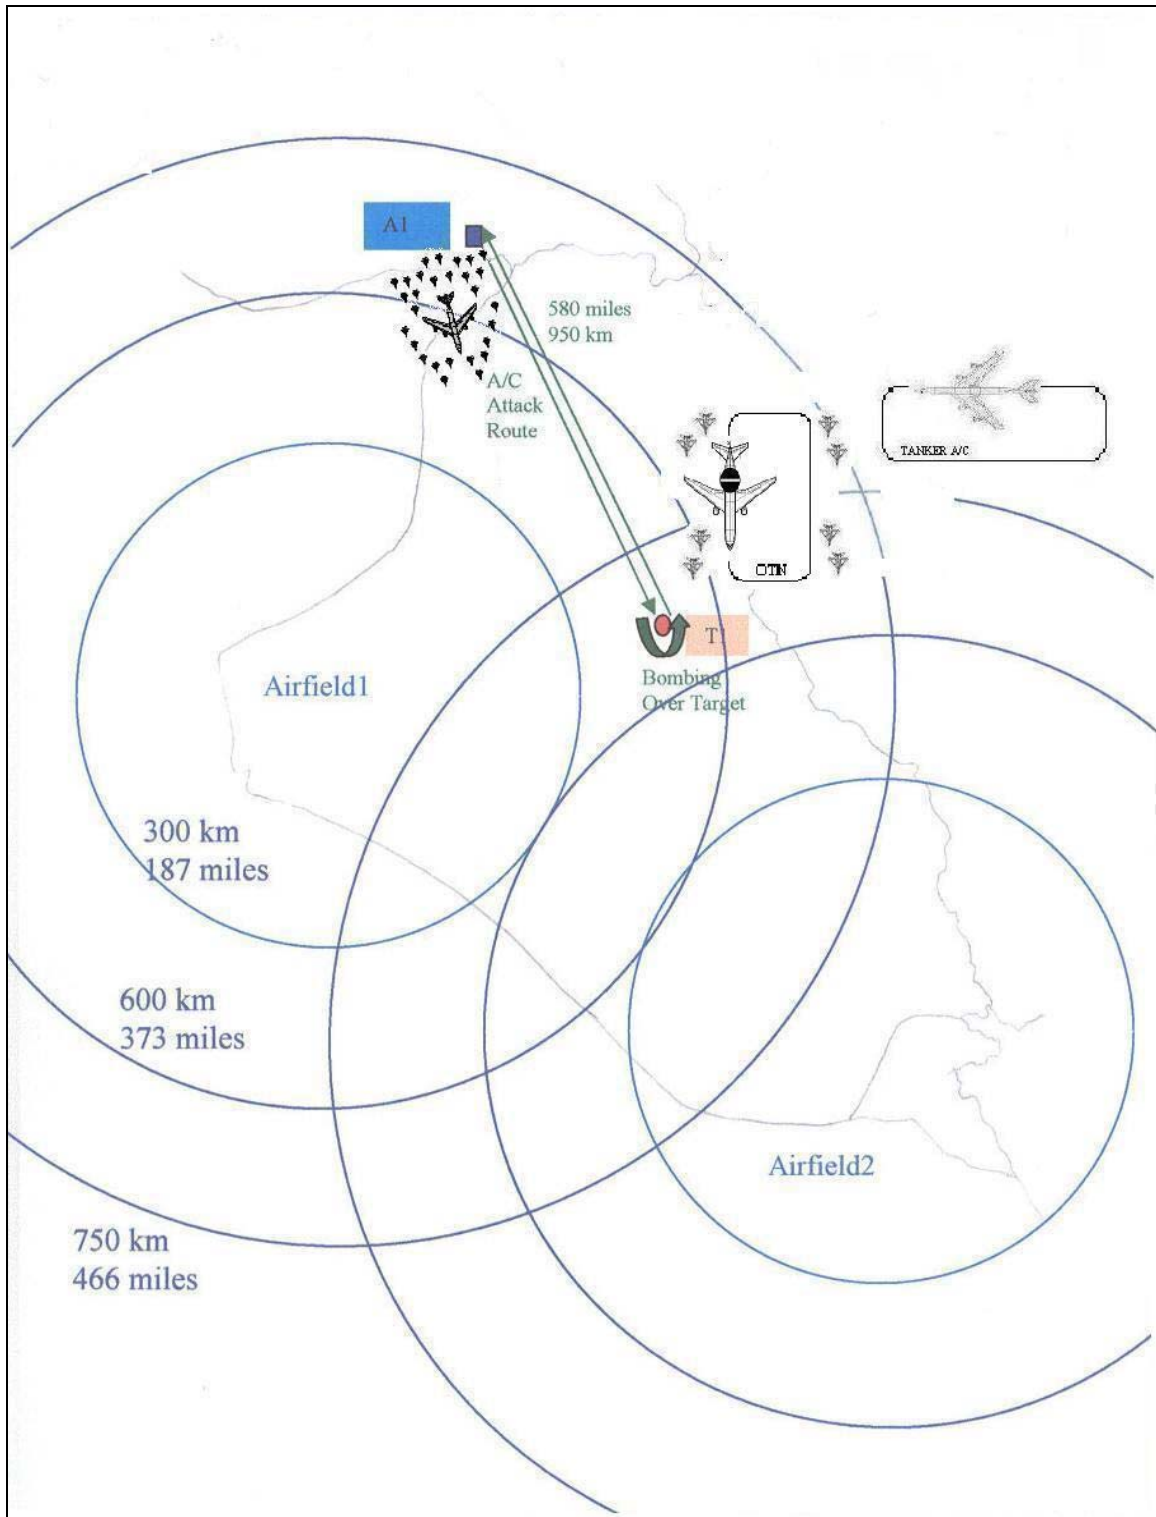 A1
580 miles
950 km
A/C
Attack
Route
TANKER A/C
T1
Bombing
Over Target
Airfield1
300 km
187 miles
600 km
373 miles
Airfield2
750 km
466 miles